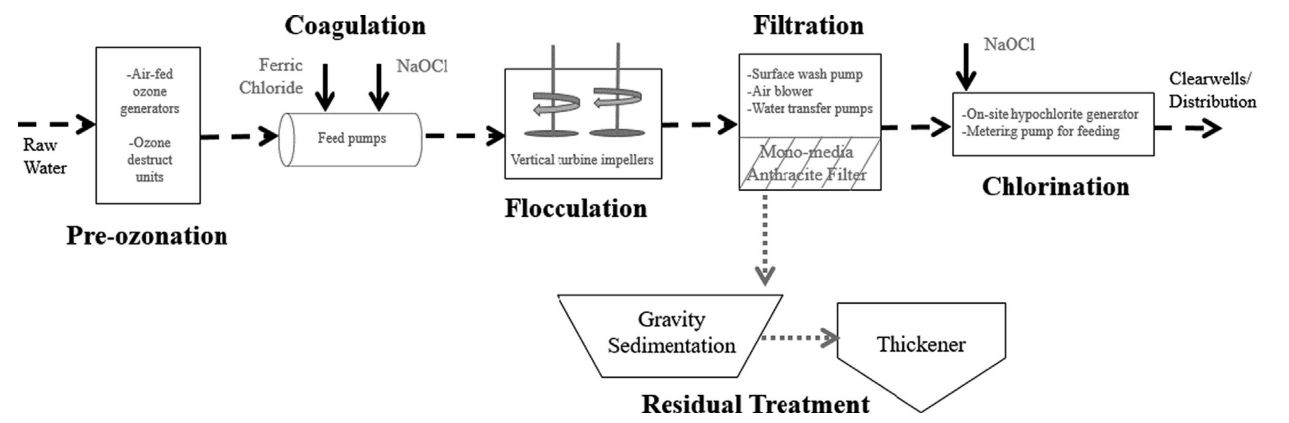 Coagulation
Filtration
-Air-fed
ozone
generators
-Ozone
destruct
units
Raw
Water
Pre-ozonation
Ferric
Chloride
NaOCl
Feed pumps
Vertical turbine impellers
Flocculation
-Surface wash pump
-Air blower
-Water transfer pumps
Mono-media
Anthracite Filter
NaOCl
-On-site hypochlorite generator
-Metering pump for feeding
Chlorination
Clearwells/
Distribution
Gravity
Sedimentation
Thickener
Residual Treatment